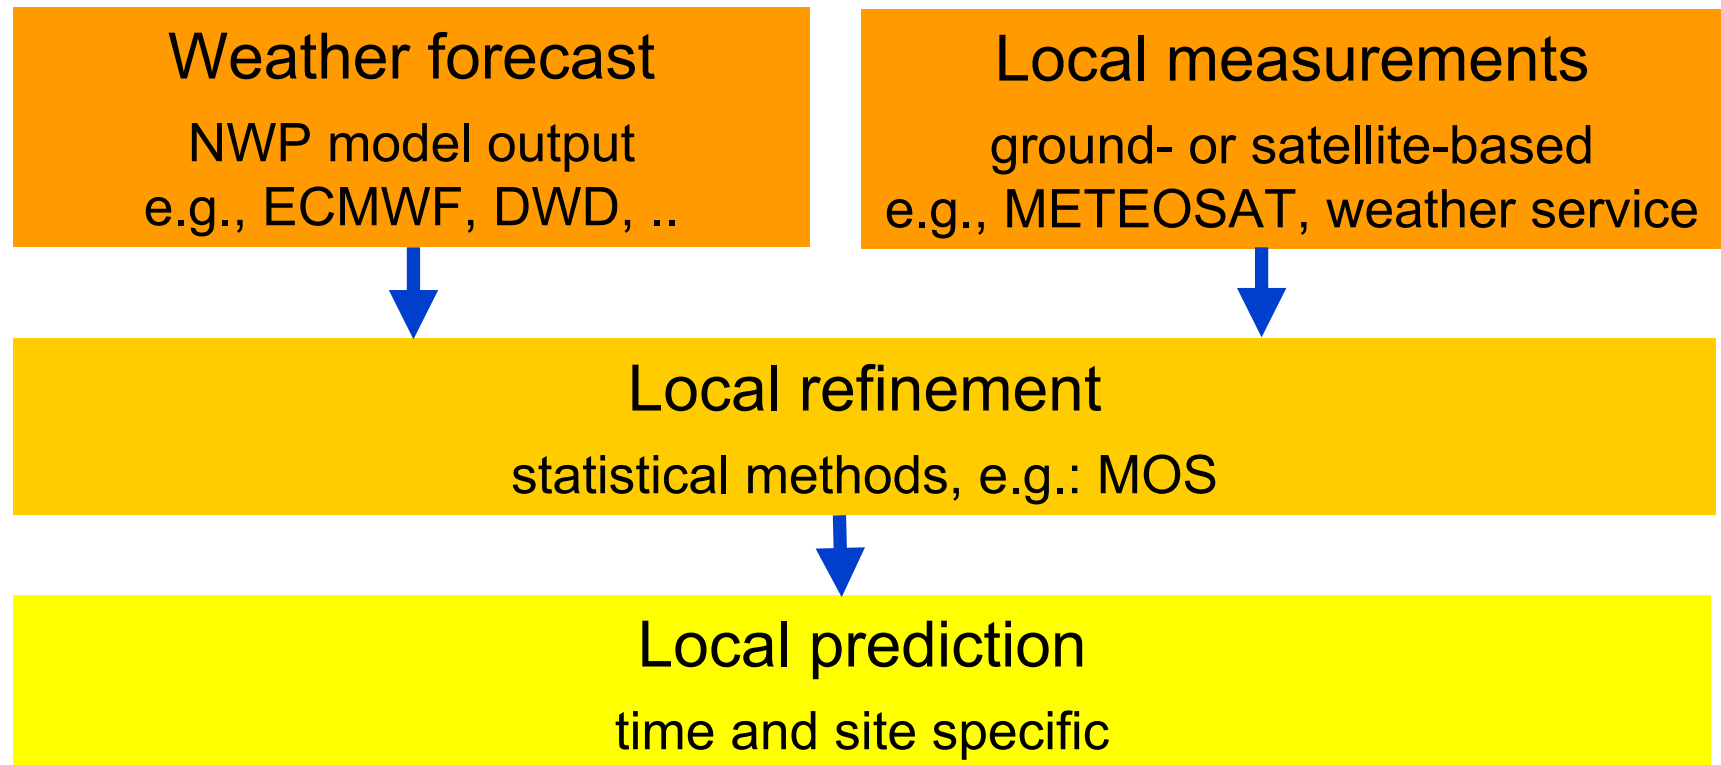 Weather forecast
NWP model output
e.g., ECMWF, DWD, ..
Local measurements
ground- or satellite-based
e.g., METEOSAT, weather service
Local refinement
statistical methods, e.g.: MOS
Local prediction
time and site specific